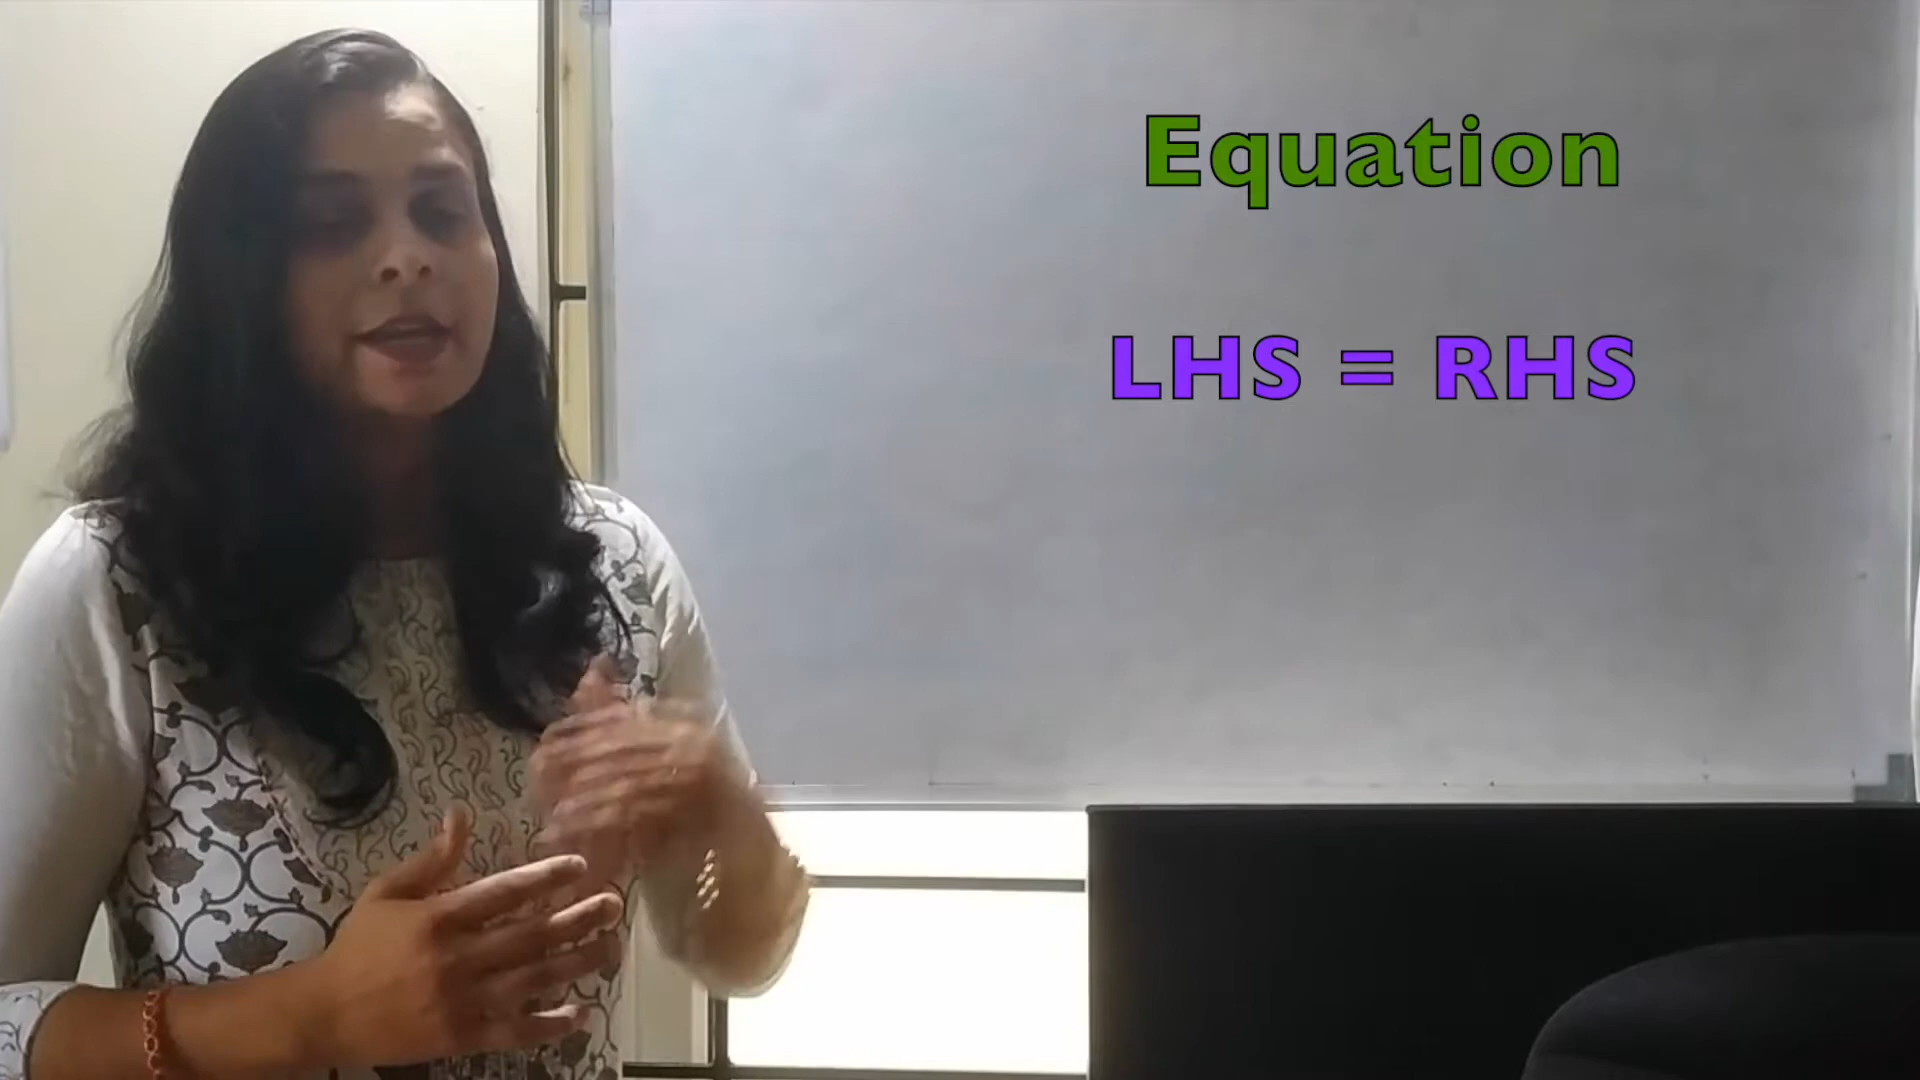 Equation
LHS = RHS